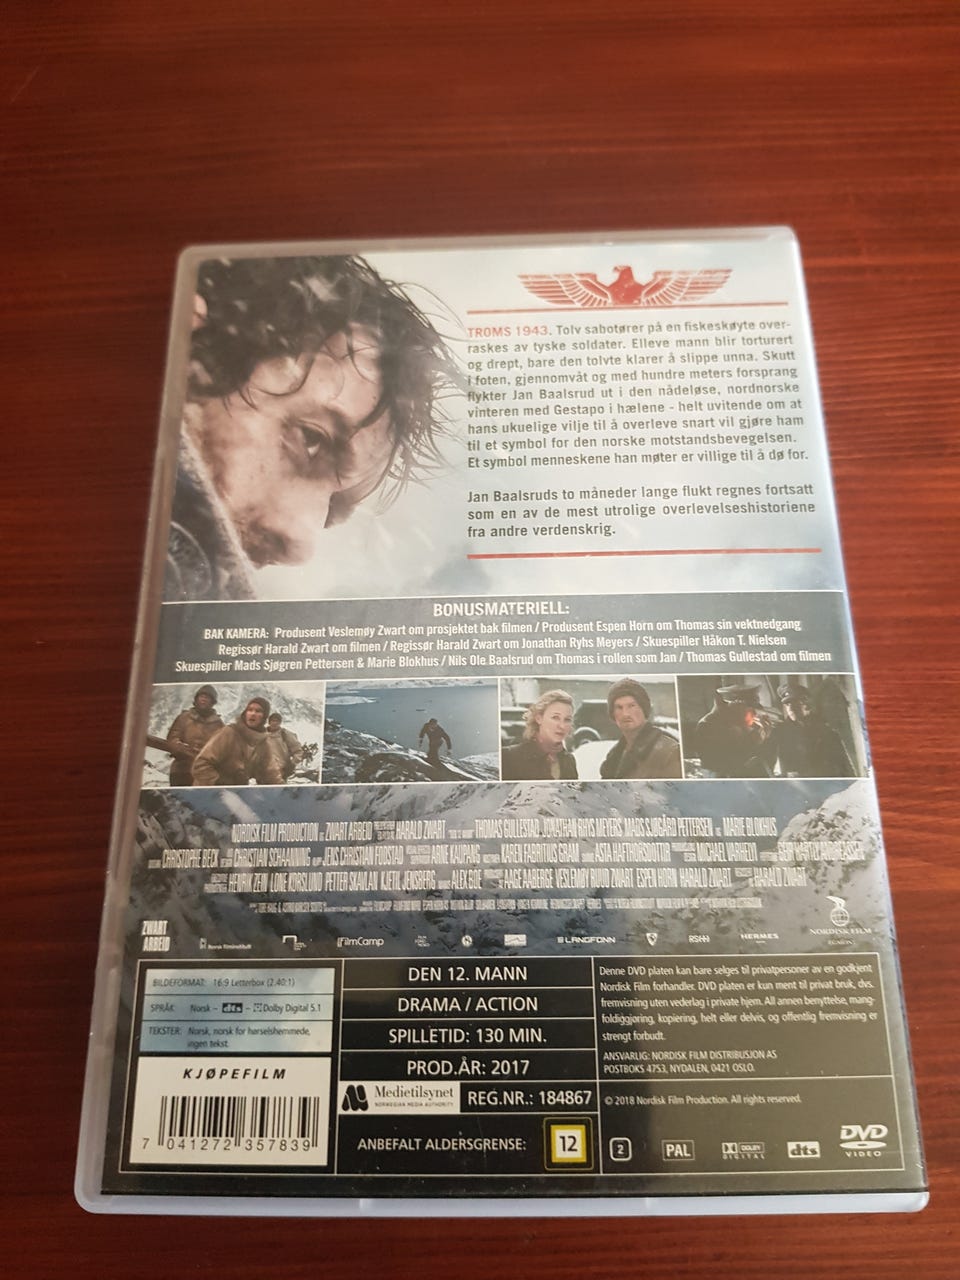 TROMS 1943. Tolv sabotører på en fiskeskøyte over-
raskes av tyske soldater. Elleve mann blir torturert
og drept, bare den tolvte klarer å slippe unna. Skutt
i foten, gjennomvåt og med hundre meters forsprang
flykter Jan Baalsrud ut i den nådeløse, nordnorske
vinteren med Gestapo i hælene - helt uvitende om at
hans ukuelige vilje til å overleve snart vil gjøre ham
til et symbol for den norske motstandsbevegelsen.
Et symbol menneskene han møter er villige til å dø for.
Jan Baalsruds to måneder lange flukt regnes fortsatt
som en av de mest utrolige overlevelseshistoriene
fra andre verdenskrig.
BONUSMATERIELL:
BAK KAMERA: Produsent Veslemøy Zwart om prosjektet bak filmen / Produsent Espen Horn om Thomas sin vektnedgang
Regissør Harald Zwart om filmen / Regissør Harald Zwart om Jonathan Ryhs Meyers / Skuespiller Håkon T. Nielsen
Skuespiller Mads Sjøgren Pettersen & Marie Blokhus / Nils Ole Baalsrud om Thomas i rollen som Jan / Thomas Gullestad om filmen
NORDISK FILM PRODUCTION ZWART ARBEID HARALD ZWART THOMAS GULLESTAD JONATHAN RHYS MEYERS MADS SJØGÅRD PETTERSEN MARIE BLOKHUS
CHRISTOPHE BECK CHRISTIAN SCHAANNING JENS CHRISTIAN FODSTAD ARNE KAUPANG KAREN FABRITIUS GRAM ASTA HAFTHORSDOTTIR MICHAEL VARHELYI GEIR HARTLY ANDREASSEN
HENRIK ZEIN LONE KORSLUND PETTER SKAVLAN KJETIL JENSBERG ALEX BOE AAGE AABERGE VESLEMØY RUUD ZWART ESPEN HORN HARALD ZWART HARALD ZWART
ZWART
ARBEID
Norsk filminstitutt
FilmCamp
LANGFONN
RSH
HERMES
NORDISK FILM
EGMONT
BILDEFORMAT: 16:9 Letterbox (2.40:1)
SPRÅK: Norsk – dts – Dolby Digital 5.1
TEKSTER: Norsk, norsk for hørselshemmede,
ingen tekst.
KJØPEFILM
7 041272 357839
DEN 12. MANN
DRAMA / ACTION
SPILLETID: 130 MIN.
PROD.ÅR: 2017
Medietilsynet
NORWEGIAN MEDIA AUTHORITY
REG.NR.: 184867
ANBEFALT ALDERSGRENSE: 12
Denne DVD platen kan bare selges til privatpersoner av en godkjent
Nordisk Film forhandler. DVD platen er kun ment til privat bruk, dvs.
fremvisning uten vederlag i private hjem. All annen benyttelse, mang-
foldiggjøring, kopiering, helt eller delvis, og offentlig fremvisning er
strengt forbudt.
ANSVARLIG: NORDISK FILM DISTRIBUSJON AS
POSTBOKS 4753, NYDALEN, 0421 OSLO.
© 2018 Nordisk Film Production. All rights reserved.
2
PAL
DOLBY
DIGITAL
dts
DVD
VIDEO